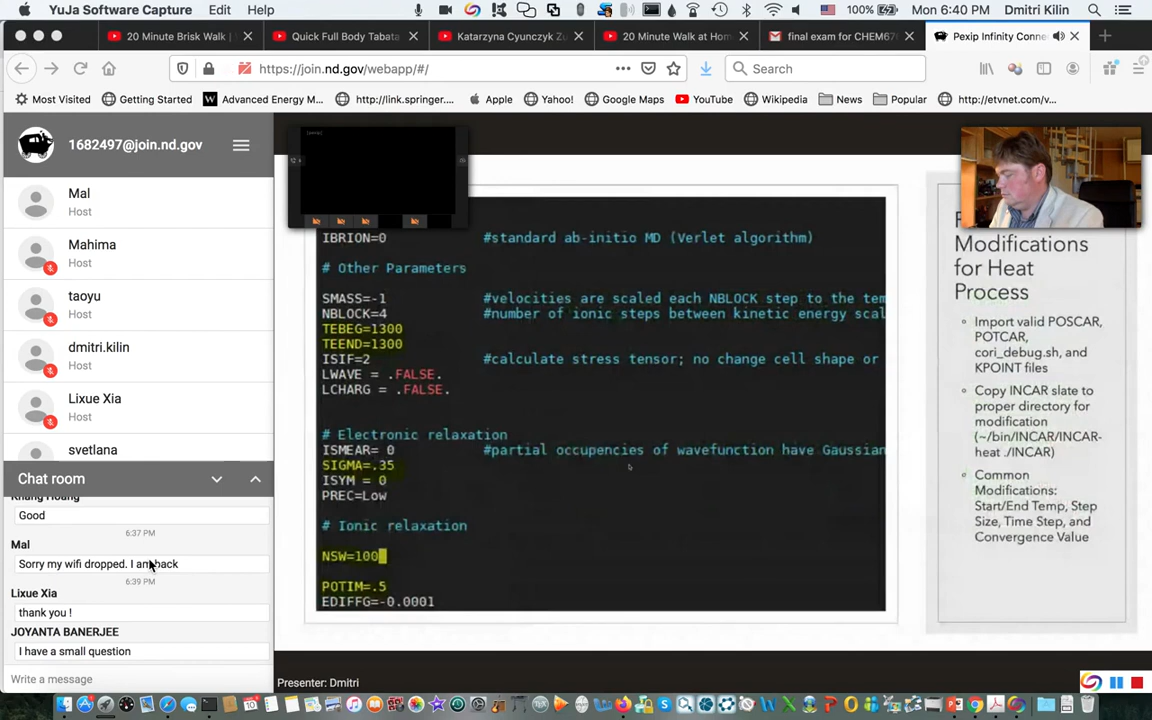 YuJa Software Capture Edit Help 100% Mon 6:40 PM Dmitri Kilin
20 Minute Brisk Walk |
Quick Full Body Tabata
Katarzyna Cyunczyk Zu
20 Minute Walk at Hom
final exam for CHEM67
Pexip Infinity Conne
https://join.nd.gov/webapp/#/
Search
Most Visited
Getting Started
Advanced Energy M...
http://link.springer....
Apple
Yahoo!
Google Maps
YouTube
Wikipedia
News
Popular
http://etvnet.com/v...
1682497@join.nd.gov
Mal
Host
Mahima
Host
taoyu
Host
dmitri.kilin
Host
Lixue Xia
Host
svetlana
Chat room
Khang Hoang
Good
6:37 PM
Mal
Sorry my wifi dropped. I am back
6:39 PM
Lixue Xia
thank you !
JOYANTA BANERJEE
I have a small question
Write a message
IBRION=0 #standard ab-initio MD (Verlet algorithm)
# Other Parameters
SMASS=-1 #velocities are scaled each NBLOCK step to the tem
NBLOCK=4 #number of ionic steps between kinetic energy scal
TEBEG=1300
TEEND=1300
ISIF=2 #calculate stress tensor; no change cell shape or
LWAVE = .FALSE.
LCHARG = .FALSE.
# Electronic relaxation
ISMEAR= 0 #partial occupencies of wavefunction have Gaussian
SIGMA=.35
ISYM = 0
PREC=Low
# Ionic relaxation
NSW=100
POTIM=.5
EDIFFG=-0.0001
Modifications
for Heat
Process
Import valid POSCAR,
POTCAR,
cori_debug.sh, and
KPOINT files
Copy INCAR slate to
proper directory for
modification
(~/bin/INCAR/INCAR-
heat ./INCAR)
Common
Modifications:
Start/End Temp, Step
Size, Time Step, and
Convergence Value
Presenter: Dmitri